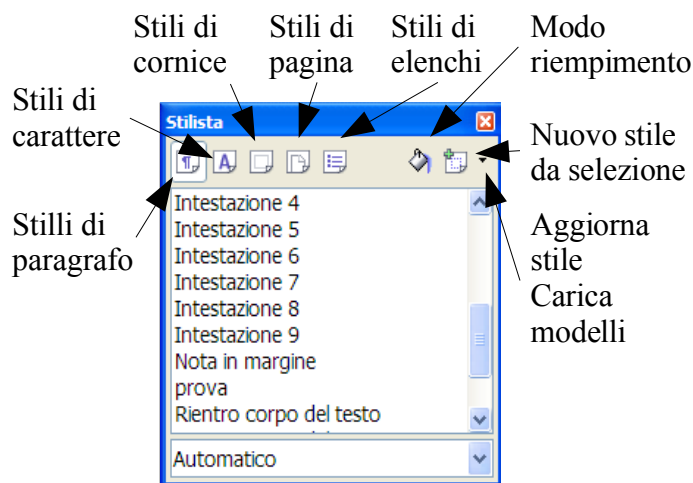 Stili di
cornice
Stili di
pagina
Stili di
elenchi
Modo
riempimento
Stili di
carattere
Nuovo stile
da selezione
Stilli di
paragrafo
Aggiorna
stile
Carica
modelli
Stilista
Intestazione 4
Intestazione 5
Intestazione 6
Intestazione 7
Intestazione 8
Intestazione 9
Nota in margine
prova
Rientro corpo del testo
Automatico